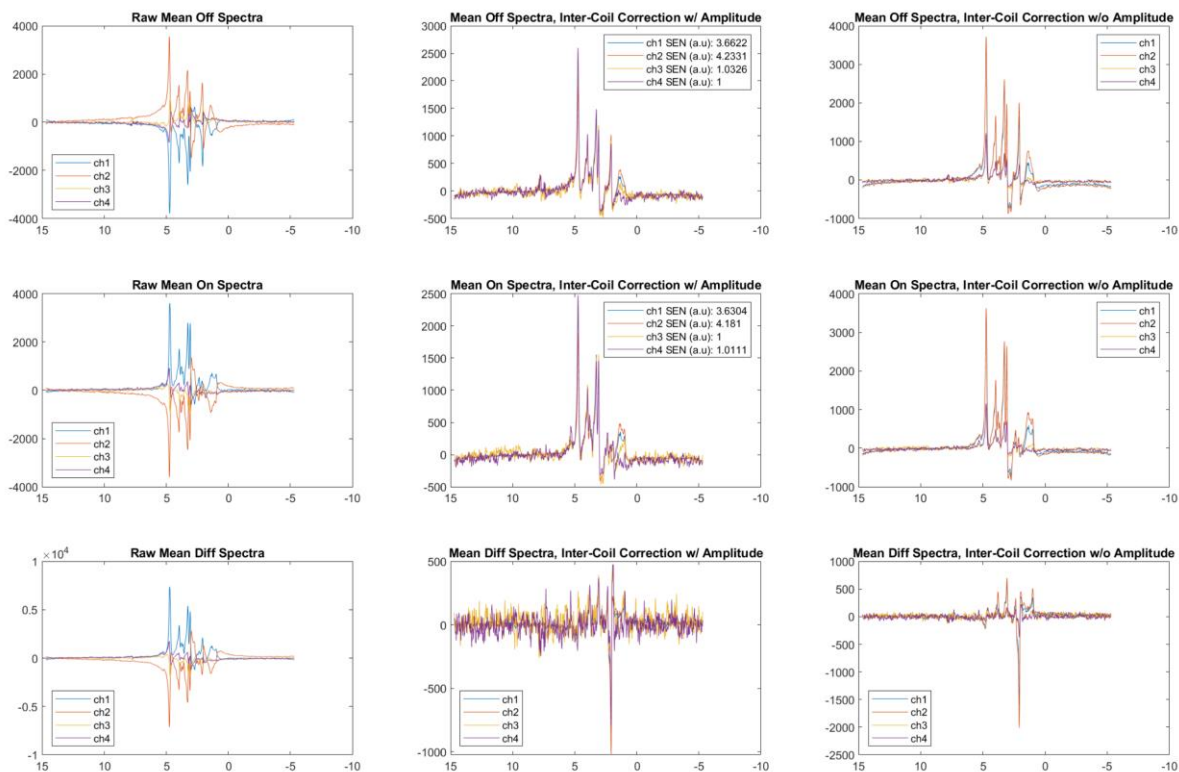 Raw Mean Off Spectra
4000
2000
0
-2000
-4000
15 10 5 0 -5 -10
ch1
ch2
ch3
ch4
Mean Off Spectra, Inter-Coil Correction w/ Amplitude
3000
2500
2000
1500
1000
500
0
-500
15 10 5 0 -5 -10
ch1 SEN (a.u): 3.6622
ch2 SEN (a.u): 4.2331
ch3 SEN (a.u): 1.0326
ch4 SEN (a.u): 1
Mean Off Spectra, Inter-Coil Correction w/o Amplitude
4000
3000
2000
1000
0
-1000
15 10 5 0 -5 -10
ch1
ch2
ch3
ch4
Raw Mean On Spectra
4000
2000
0
-2000
-4000
15 10 5 0 -5 -10
ch1
ch2
ch3
ch4
Mean On Spectra, Inter-Coil Correction w/ Amplitude
2500
2000
1500
1000
500
0
-500
15 10 5 0 -5 -10
ch1 SEN (a.u): 3.6304
ch2 SEN (a.u): 4.181
ch3 SEN (a.u): 1
ch4 SEN (a.u): 1.0111
Mean On Spectra, Inter-Coil Correction w/o Amplitude
4000
3000
2000
1000
0
-1000
15 10 5 0 -5 -10
ch1
ch2
ch3
ch4
Raw Mean Diff Spectra
×10⁴
1
0.5
0
-0.5
-1
15 10 5 0 -5 -10
ch1
ch2
ch3
ch4
Mean Diff Spectra, Inter-Coil Correction w/ Amplitude
500
0
-500
-1000
15 10 5 0 -5 -10
ch1
ch2
ch3
ch4
Mean Diff Spectra, Inter-Coil Correction w/o Amplitude
1000
500
0
-500
-1000
-1500
-2000
-2500
15 10 5 0 -5 -10
ch1
ch2
ch3
ch4